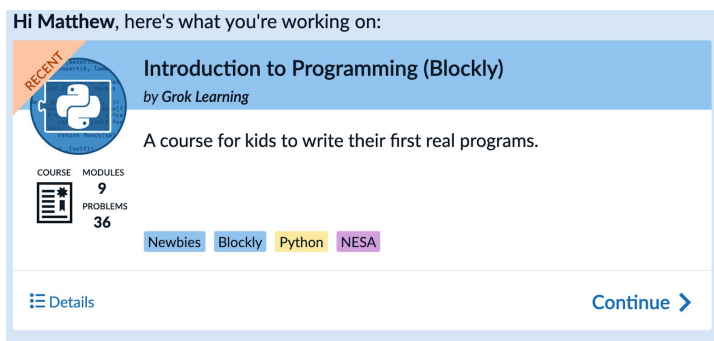 Hi Matthew, here's what you're working on:
RECENT
Introduction to Programming (Blockly)
by Grok Learning
A course for kids to write their first real programs.
COURSE MODULES
9
PROBLEMS
36
Newbies Blockly Python NESA
Details Continue